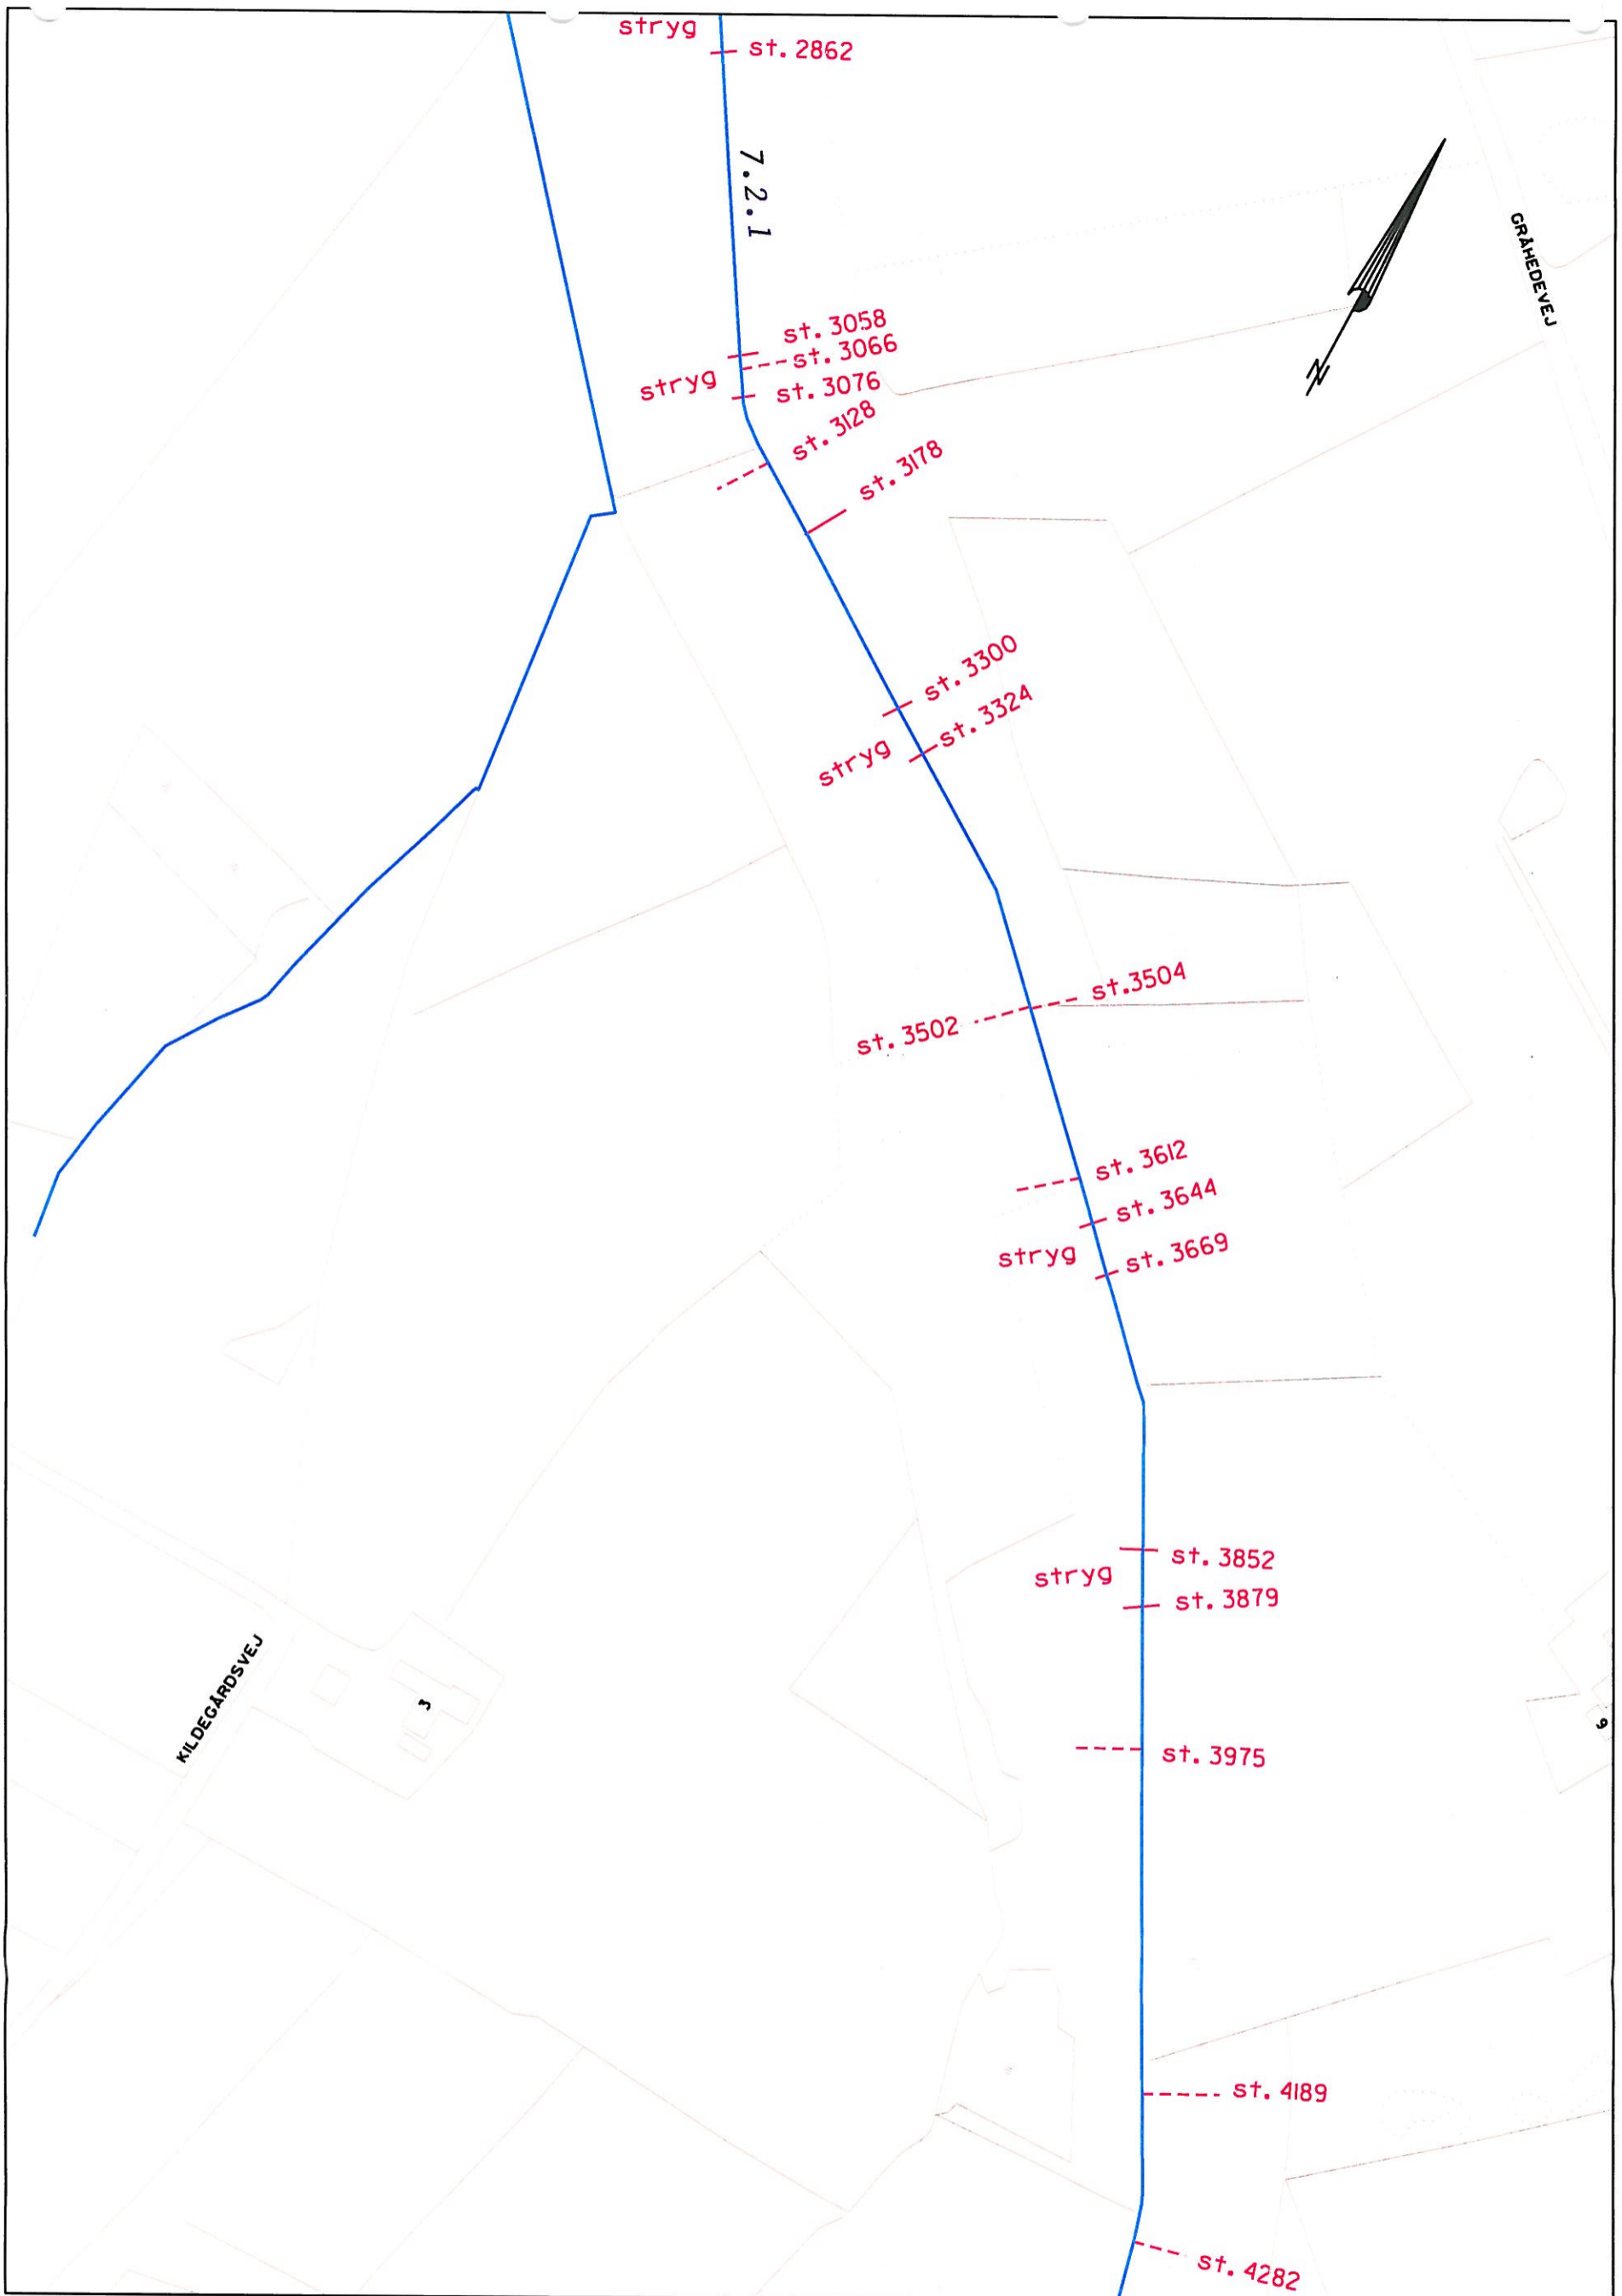 stryg
st. 2862
7.2.1
GRÅHEDEVEJ
N
st. 3058
st. 3066
stryg
st. 3076
st. 3128
st. 3178
st. 3300
st. 3324
stryg
st.3504
st. 3502
st. 3612
st. 3644
stryg
st. 3669
st. 3852
stryg
st. 3879
KILDEGÅRDSVEJ
3
9
st. 3975
st. 4189
st. 4282